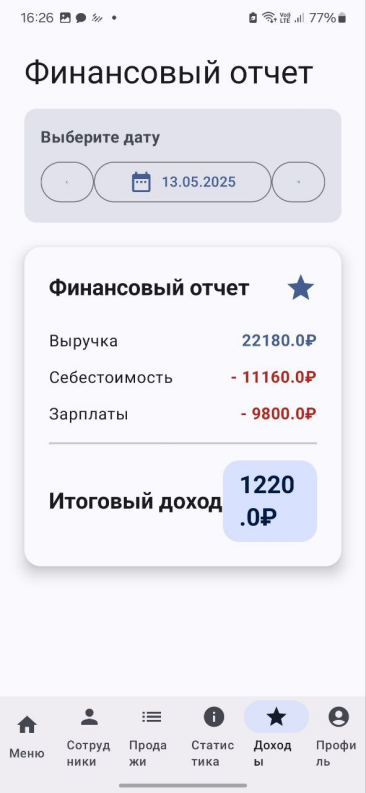 16:26 77%
Финансовый отчет
Выберите дату
13.05.2025
Финансовый отчет
Выручка 22180.0₽
Себестоимость - 11160.0₽
Зарплаты - 9800.0₽
Итоговый доход 1220
.0₽
Меню Сотруд Прода Статис Доход Профи
ники жи тика ы ль